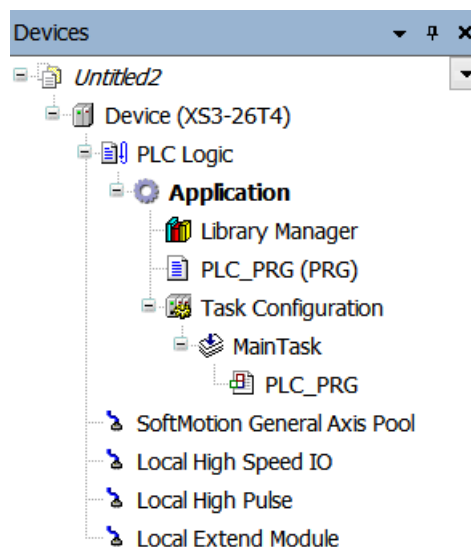 Devices
Untitled2
Device (XS3-26T4)
PLC Logic
Application
Library Manager
PLC_PRG (PRG)
Task Configuration
MainTask
PLC_PRG
SoftMotion General Axis Pool
Local High Speed IO
Local High Pulse
Local Extend Module